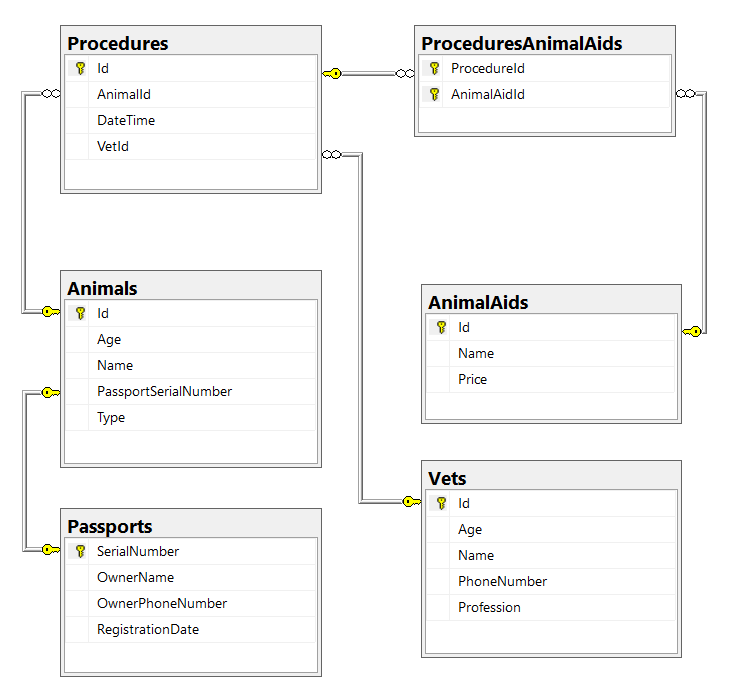 Procedures
Id
AnimalId
DateTime
VetId
ProceduresAnimalAids
ProcedureId
AnimalAidId
Animals
Id
Age
Name
PassportSerialNumber
Type
AnimalAids
Id
Name
Price
Passports
SerialNumber
OwnerName
OwnerPhoneNumber
RegistrationDate
Vets
Id
Age
Name
PhoneNumber
Profession